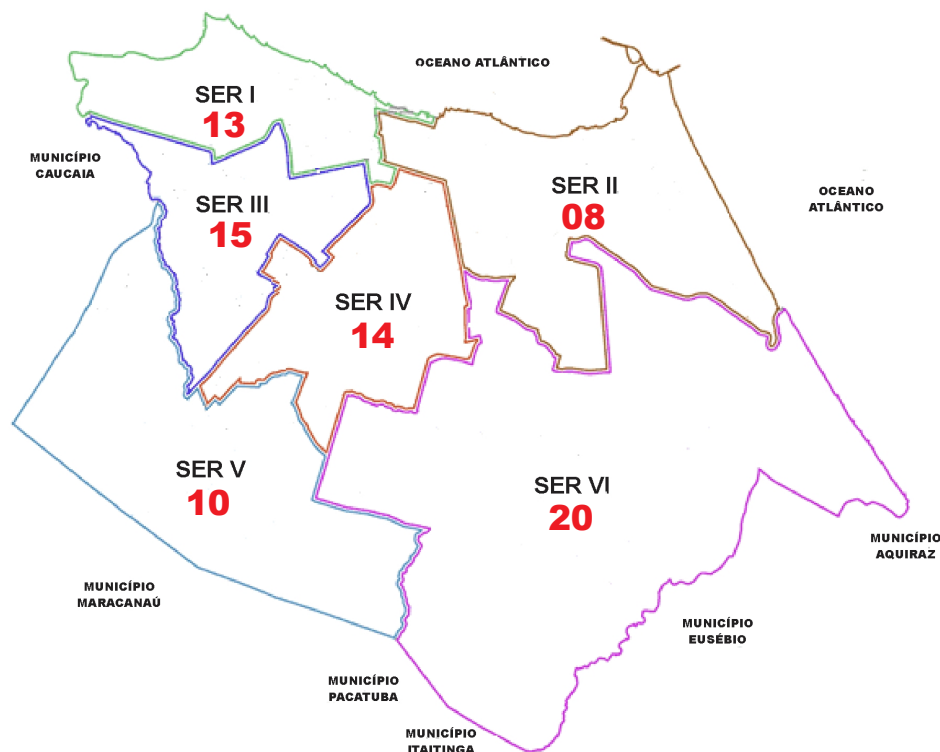 OCEANO ATLÂNTICO
SER I
13
MUNICÍPIO
CAUCAIA
SER II
08
OCEANO
ATLÂNTICO
SER III
15
SER IV
14
SER V
10
SER VI
20
MUNICÍPIO
AQUIRAZ
MUNICÍPIO
MARACANAÚ
MUNICÍPIO
EUSÉBIO
MUNICÍPIO
PACATUBA
MUNICÍPIO
ITAITINGA